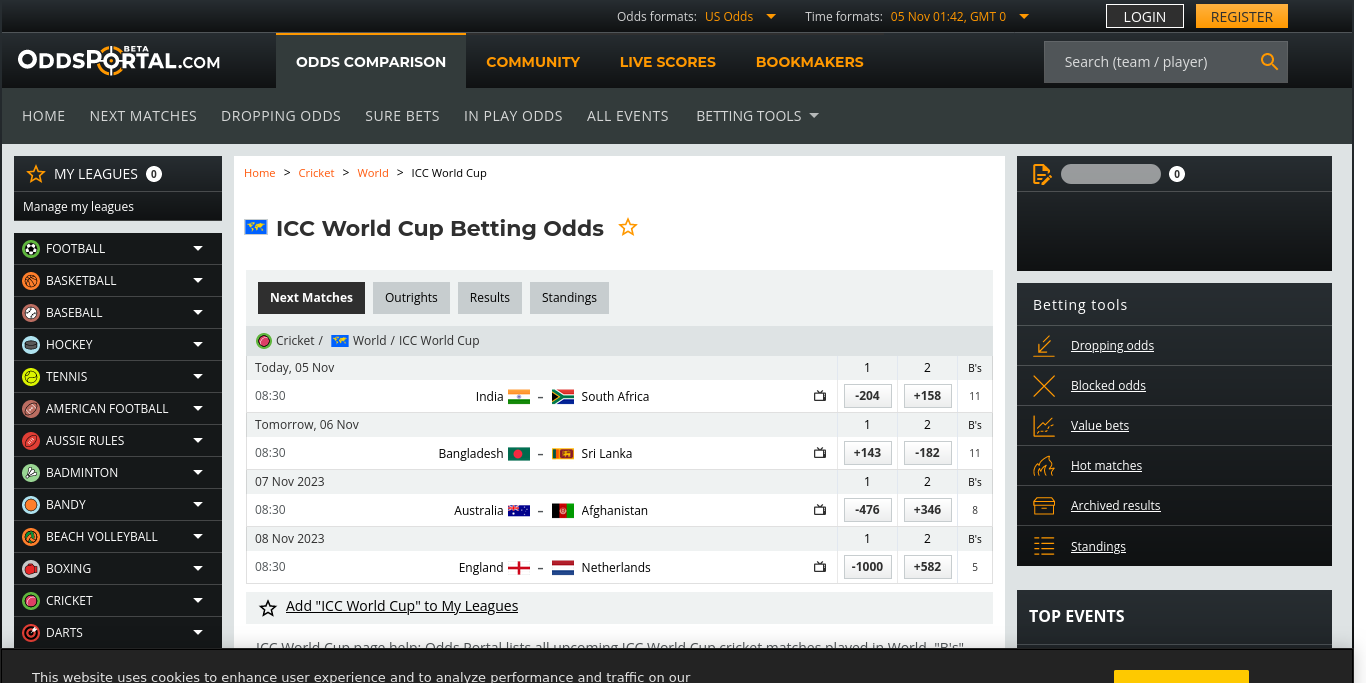 Odds formats: US Odds Time formats: 05 Nov 01:42, GMT 0 LOGIN REGISTER
ODDSPORTAL.COM BETA ODDS COMPARISON COMMUNITY LIVE SCORES BOOKMAKERS Search (team / player)
HOME NEXT MATCHES DROPPING ODDS SURE BETS IN PLAY ODDS ALL EVENTS BETTING TOOLS
MY LEAGUES 0
Manage my leagues
FOOTBALL
BASKETBALL
BASEBALL
HOCKEY
TENNIS
AMERICAN FOOTBALL
AUSSIE RULES
BADMINTON
BANDY
BEACH VOLLEYBALL
BOXING
CRICKET
DARTS
Home > Cricket > World > ICC World Cup
ICC World Cup Betting Odds
Next Matches Outrights Results Standings
Cricket / World / ICC World Cup
Today, 05 Nov 1 2 B's
08:30 India – South Africa -204 +158 11
Tomorrow, 06 Nov 1 2 B's
08:30 Bangladesh – Sri Lanka +143 -182 11
07 Nov 2023 1 2 B's
08:30 Australia – Afghanistan -476 +346 8
08 Nov 2023 1 2 B's
08:30 England – Netherlands -1000 +582 5
Add "ICC World Cup" to My Leagues
ICC World Cup page help: Odds Portal lists all upcoming ICC World Cup cricket matches played in World. "B's"
0
Betting tools
Dropping odds
Blocked odds
Value bets
Hot matches
Archived results
Standings
TOP EVENTS
This website uses cookies to enhance user experience and to analyze performance and traffic on our